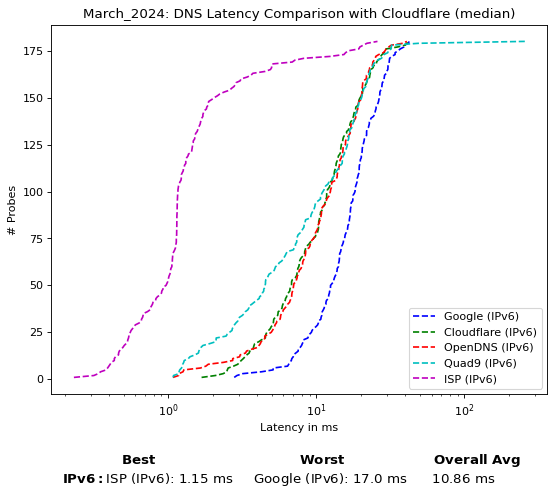 March_2024: DNS Latency Comparison with Cloudflare (median)
# Probes
175
150
125
100
75
50
25
0
10⁰
10¹
10²
Latency in ms
Google (IPv6)
Cloudflare (IPv6)
OpenDNS (IPv6)
Quad9 (IPv6)
ISP (IPv6)
Best Worst Overall Avg
IPv6: ISP (IPv6): 1.15 ms Google (IPv6): 17.0 ms 10.86 ms